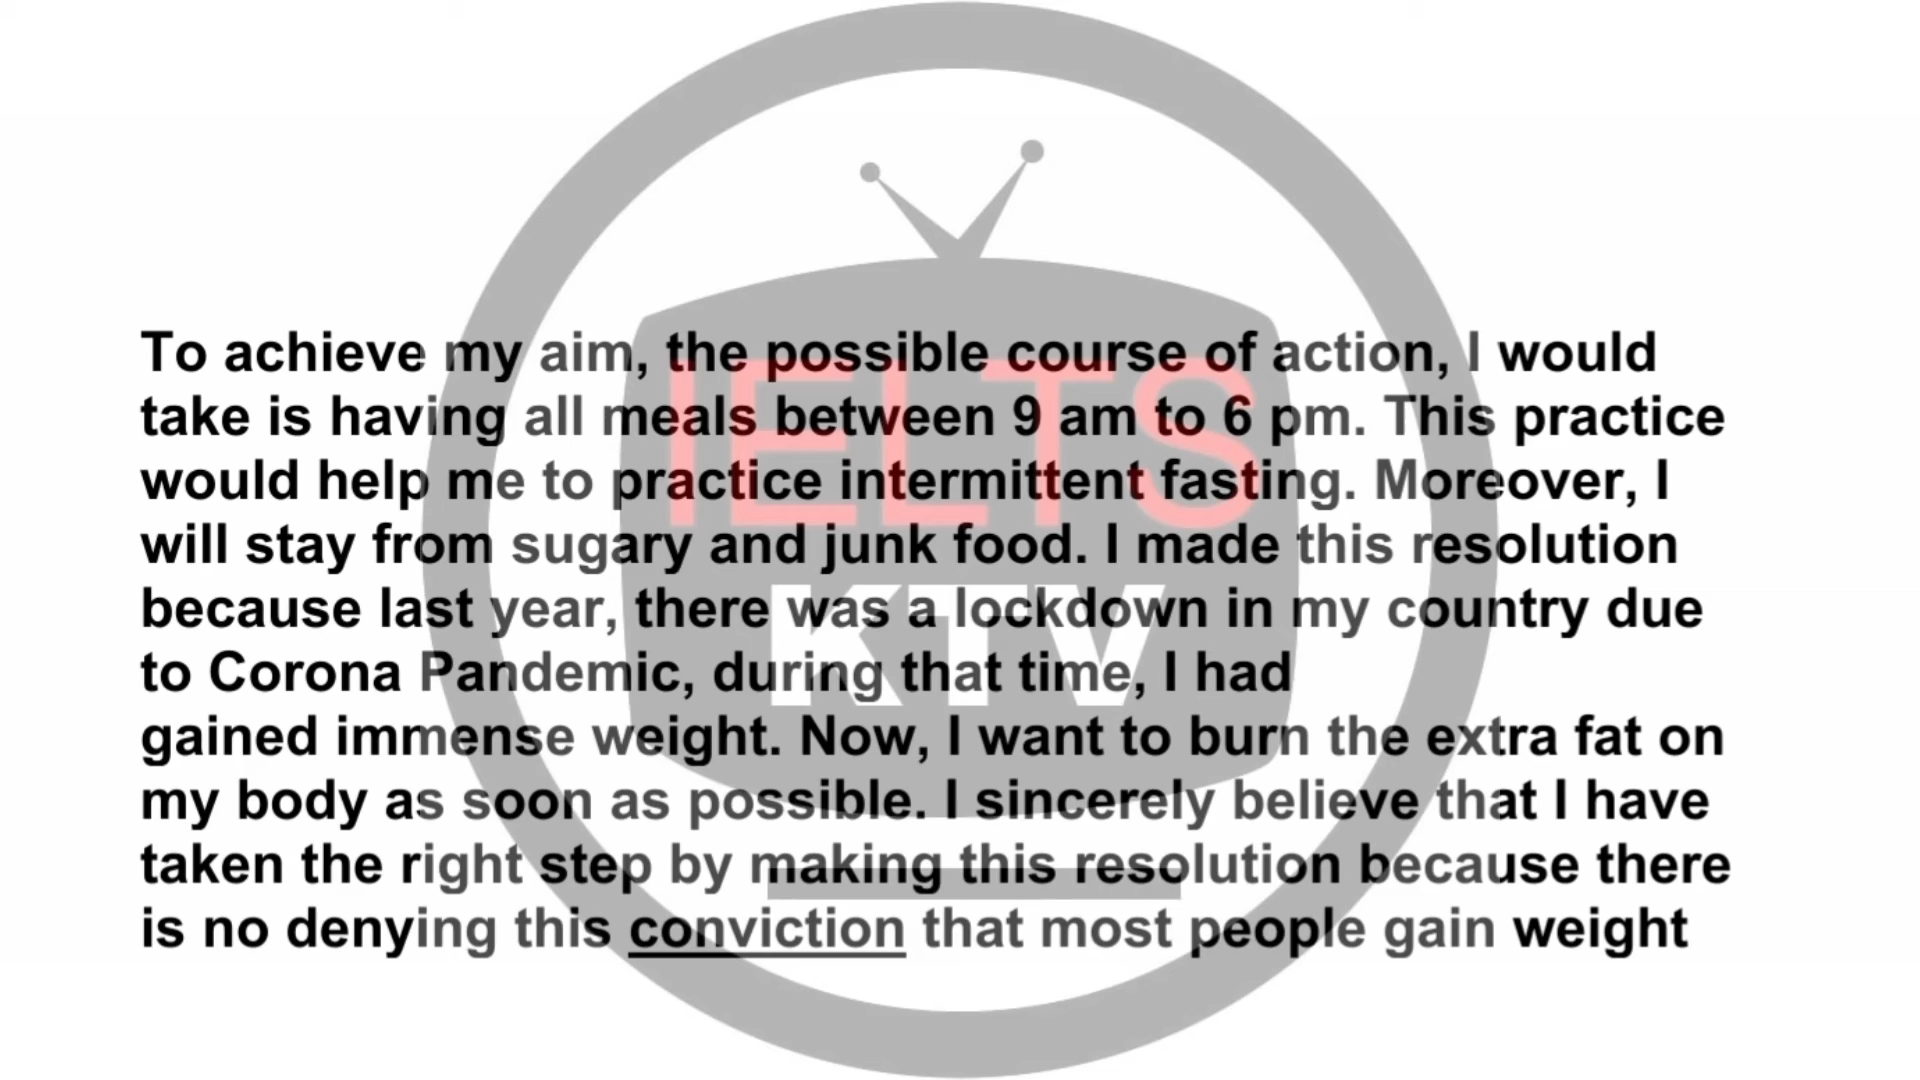 To achieve my aim, the possible course of action, I would
take is having all meals between 9 am to 6 pm. This practice
would help me to practice intermittent fasting. Moreover, I
will stay from sugary and junk food. I made this resolution
because last year, there was a lockdown in my country due
to Corona Pandemic, during that time, I had
gained immense weight. Now, I want to burn the extra fat on
my body as soon as possible. I sincerely believe that I have
taken the right step by making this resolution because there
is no denying this conviction that most people gain weight
IELTS
KTV